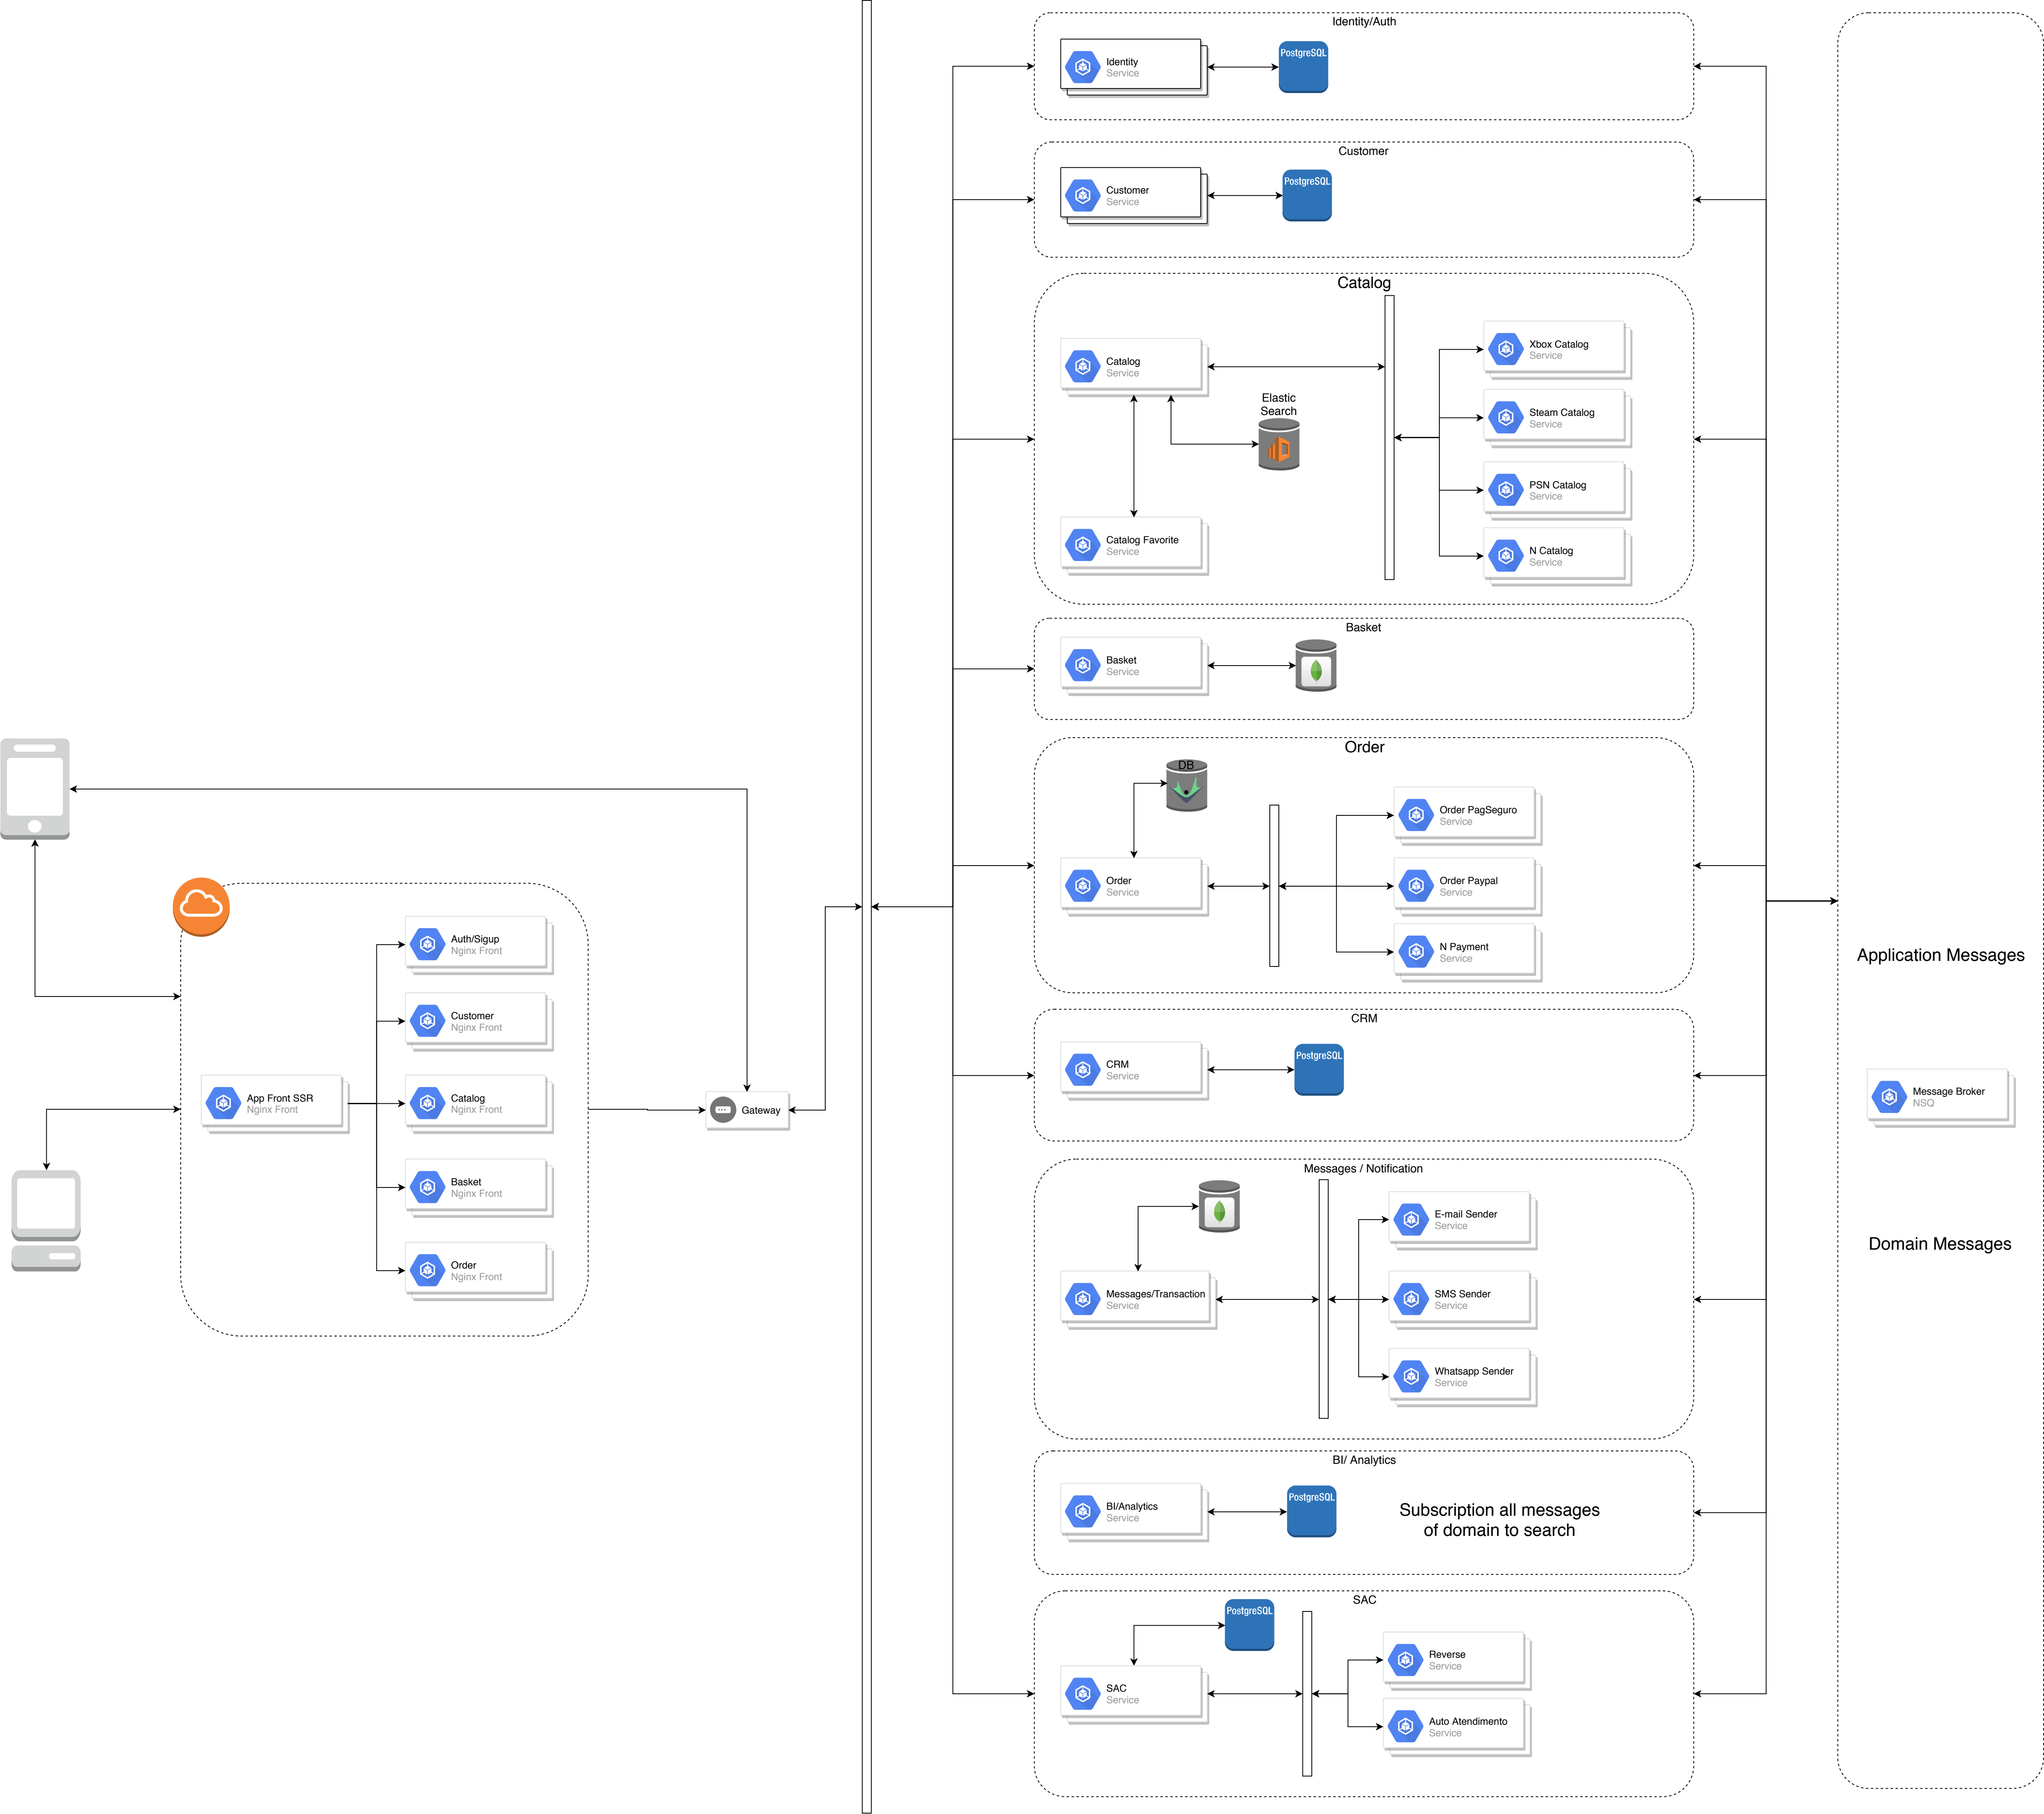 Identity/Auth
Identity
Service
PostgreSQL
Customer
Customer
Service
PostgreSQL
Catalog
Catalog
Service
Elastic
Search
Catalog Favorite
Service
Xbox Catalog
Service
Steam Catalog
Service
PSN Catalog
Service
N Catalog
Service
Basket
Basket
Service
Order
DB
Order
Service
Order PagSeguro
Service
Order Paypal
Service
N Payment
Service
CRM
CRM
Service
PostgreSQL
Messages / Notification
Messages/Transaction
Service
E-mail Sender
Service
SMS Sender
Service
Whatsapp Sender
Service
BI/ Analytics
BI/Analytics
Service
PostgreSQL
Subscription all messages
of domain to search
SAC
PostgreSQL
SAC
Service
Reverse
Service
Auto Atendimento
Service
App Front SSR
Nginx Front
Auth/Sigup
Nginx Front
Customer
Nginx Front
Catalog
Nginx Front
Basket
Nginx Front
Order
Nginx Front
Gateway
Application Messages
Message Broker
NSQ
Domain Messages